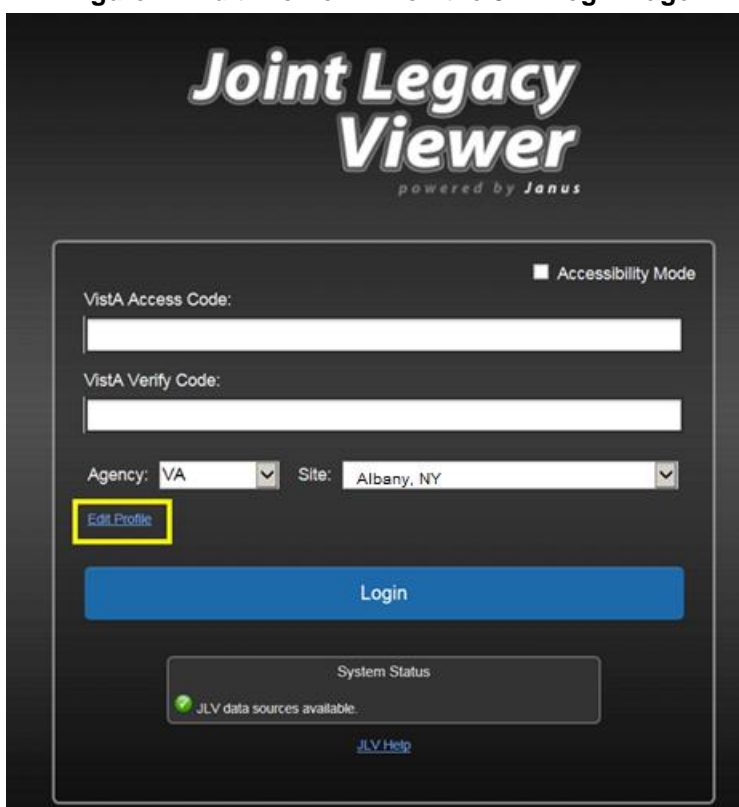 Joint Legacy
Viewer
powered by Janus
Accessibility Mode
VistA Access Code:
VistA Verify Code:
Agency: VA Site: Albany, NY
Edit Profile
Login
System Status
JLV data sources available.
JLV Help